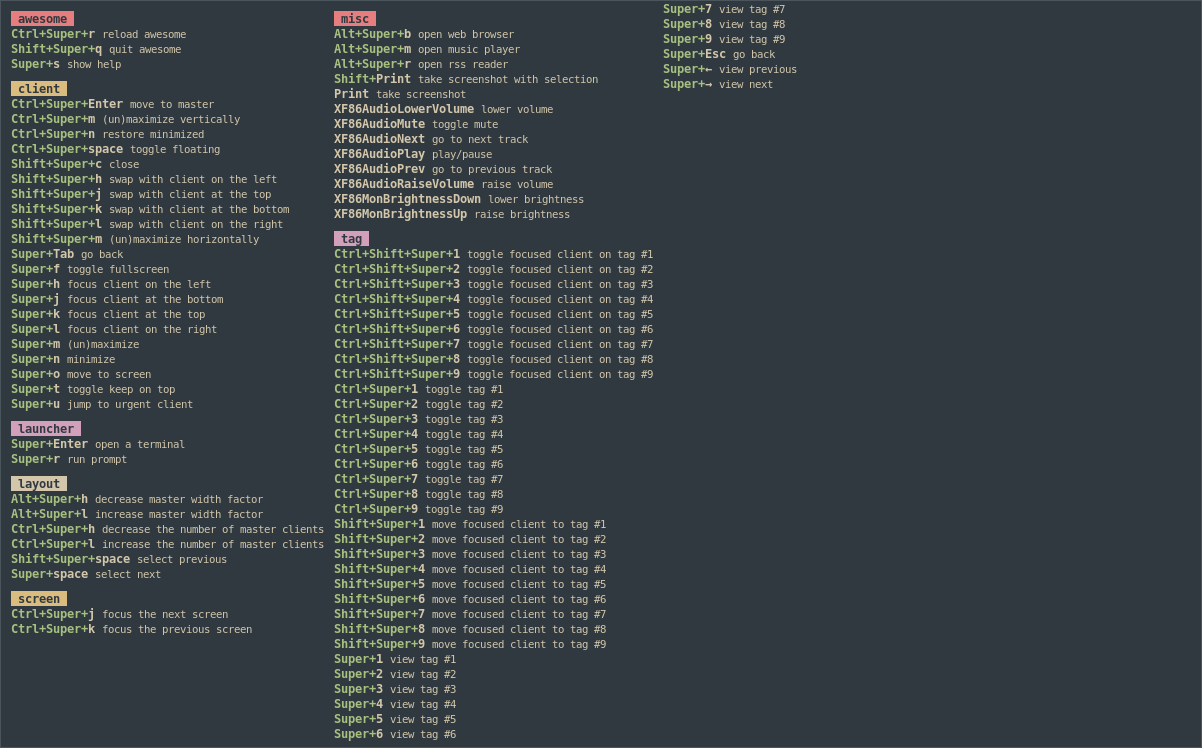 awesome
Ctrl+Super+r reload awesome
Shift+Super+q quit awesome
Super+s show help
client
Ctrl+Super+Enter move to master
Ctrl+Super+m (un)maximize vertically
Ctrl+Super+n restore minimized
Ctrl+Super+space toggle floating
Shift+Super+c close
Shift+Super+h swap with client on the left
Shift+Super+j swap with client at the top
Shift+Super+k swap with client at the bottom
Shift+Super+l swap with client on the right
Shift+Super+m (un)maximize horizontally
Super+Tab go back
Super+f toggle fullscreen
Super+h focus client on the left
Super+j focus client at the bottom
Super+k focus client at the top
Super+l focus client on the right
Super+m (un)maximize
Super+n minimize
Super+o move to screen
Super+t toggle keep on top
Super+u jump to urgent client
launcher
Super+Enter open a terminal
Super+r run prompt
layout
Alt+Super+h decrease master width factor
Alt+Super+l increase master width factor
Ctrl+Super+h decrease the number of master clients
Ctrl+Super+l increase the number of master clients
Shift+Super+space select previous
Super+space select next
screen
Ctrl+Super+j focus the next screen
Ctrl+Super+k focus the previous screen
misc
Alt+Super+b open web browser
Alt+Super+m open music player
Alt+Super+r open rss reader
Shift+Print take screenshot with selection
Print take screenshot
XF86AudioLowerVolume lower volume
XF86AudioMute toggle mute
XF86AudioNext go to next track
XF86AudioPlay play/pause
XF86AudioPrev go to previous track
XF86AudioRaiseVolume raise volume
XF86MonBrightnessDown lower brightness
XF86MonBrightnessUp raise brightness
tag
Ctrl+Shift+Super+1 toggle focused client on tag #1
Ctrl+Shift+Super+2 toggle focused client on tag #2
Ctrl+Shift+Super+3 toggle focused client on tag #3
Ctrl+Shift+Super+4 toggle focused client on tag #4
Ctrl+Shift+Super+5 toggle focused client on tag #5
Ctrl+Shift+Super+6 toggle focused client on tag #6
Ctrl+Shift+Super+7 toggle focused client on tag #7
Ctrl+Shift+Super+8 toggle focused client on tag #8
Ctrl+Shift+Super+9 toggle focused client on tag #9
Ctrl+Super+1 toggle tag #1
Ctrl+Super+2 toggle tag #2
Ctrl+Super+3 toggle tag #3
Ctrl+Super+4 toggle tag #4
Ctrl+Super+5 toggle tag #5
Ctrl+Super+6 toggle tag #6
Ctrl+Super+7 toggle tag #7
Ctrl+Super+8 toggle tag #8
Ctrl+Super+9 toggle tag #9
Shift+Super+1 move focused client to tag #1
Shift+Super+2 move focused client to tag #2
Shift+Super+3 move focused client to tag #3
Shift+Super+4 move focused client to tag #4
Shift+Super+5 move focused client to tag #5
Shift+Super+6 move focused client to tag #6
Shift+Super+7 move focused client to tag #7
Shift+Super+8 move focused client to tag #8
Shift+Super+9 move focused client to tag #9
Super+1 view tag #1
Super+2 view tag #2
Super+3 view tag #3
Super+4 view tag #4
Super+5 view tag #5
Super+6 view tag #6
Super+7 view tag #7
Super+8 view tag #8
Super+9 view tag #9
Super+Esc go back
Super+← view previous
Super+→ view next